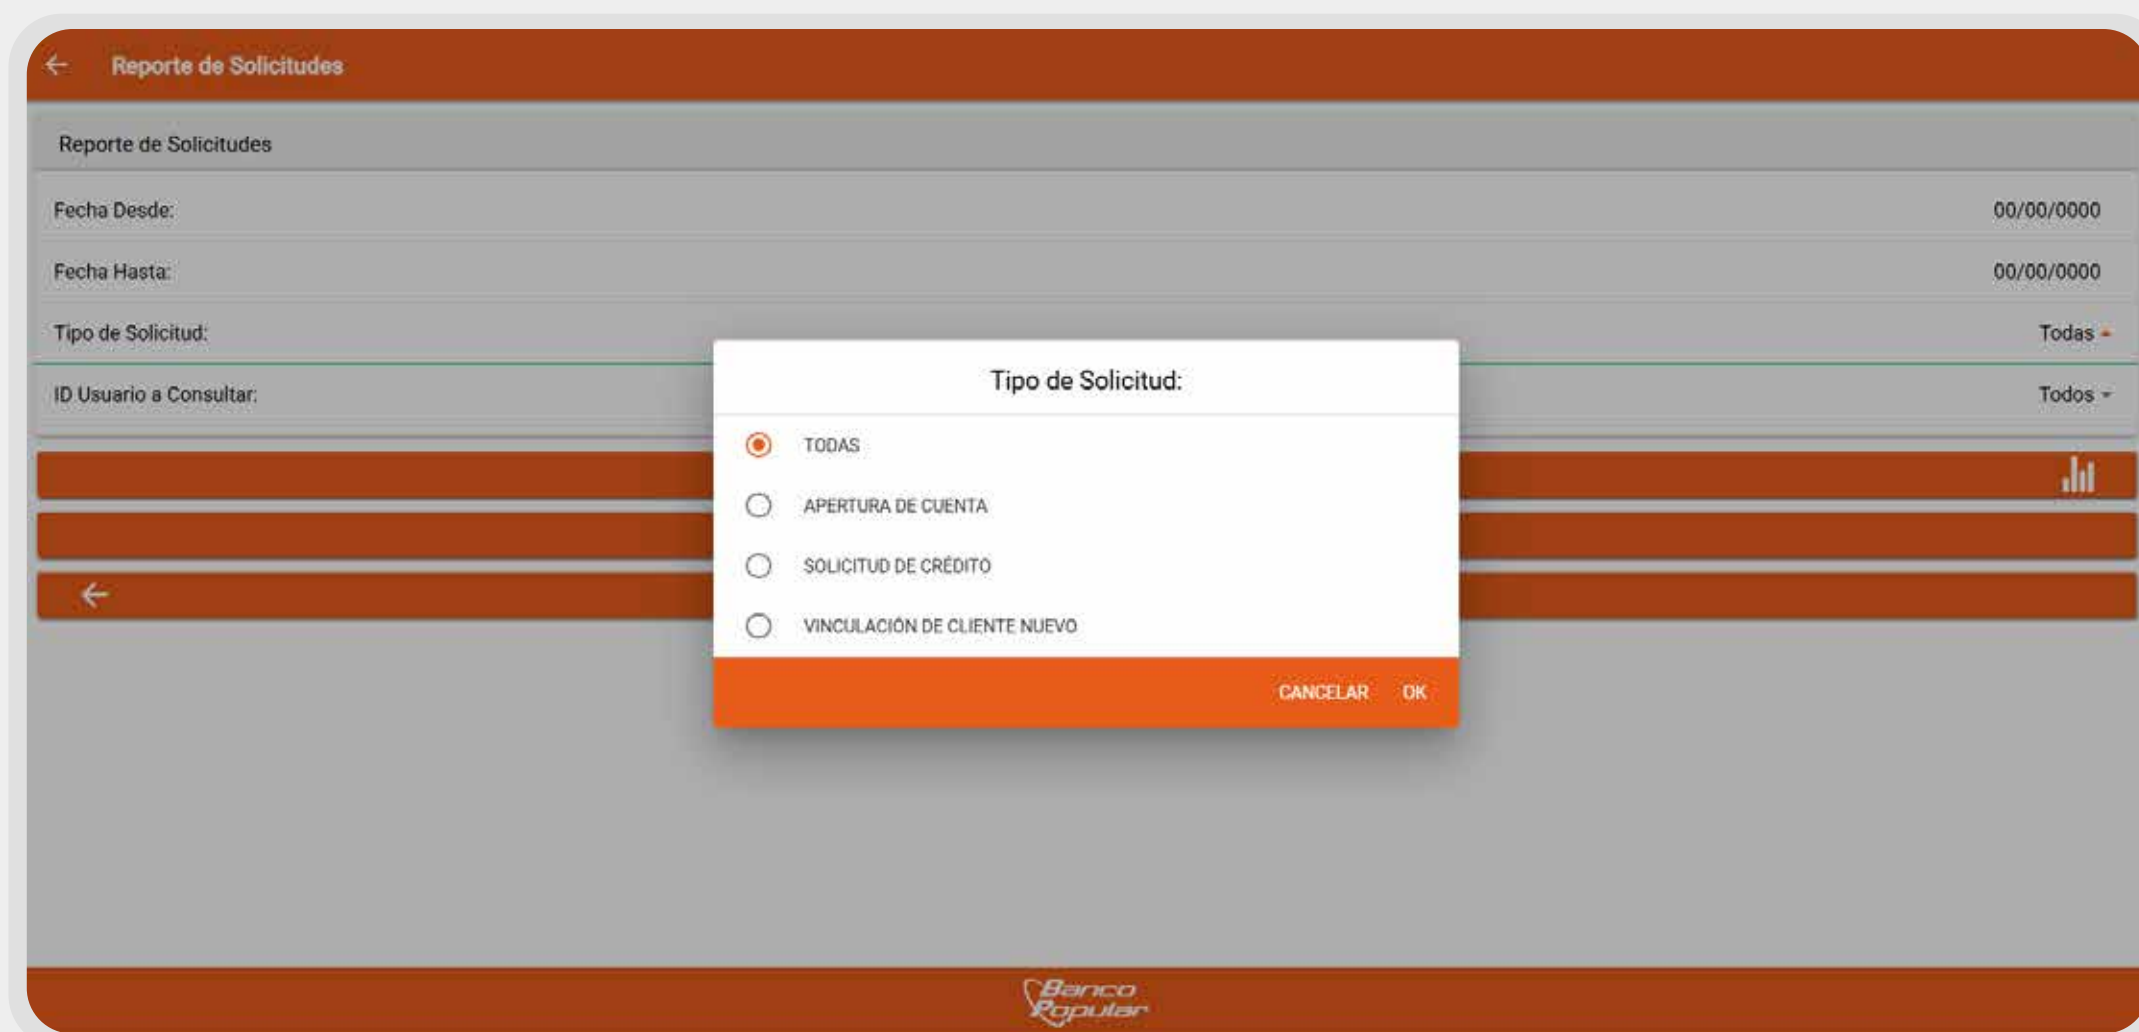 Reporte de Solicitudes
Reporte de Solicitudes
Fecha Desde: 00/00/0000
Fecha Hasta: 00/00/0000
Tipo de Solicitud: Todas
ID Usuario a Consultar: Todos
Tipo de Solicitud:
TODAS
APERTURA DE CUENTA
SOLICITUD DE CRÉDITO
VINCULACIÓN DE CLIENTE NUEVO
CANCELAR OK
Banco
Popular